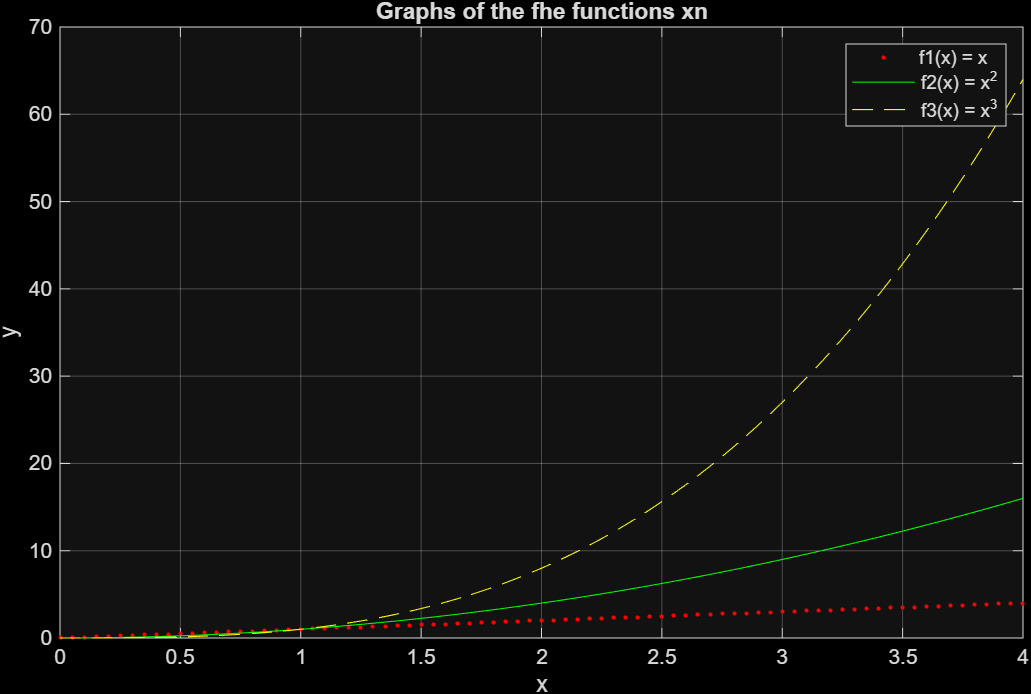 Graphs of the fhe functions xn
70
60
50
40
30
20
10
0
y
f1(x) = x
f2(x) = x²
f3(x) = x³
0 0.5 1 1.5 2 2.5 3 3.5 4
x